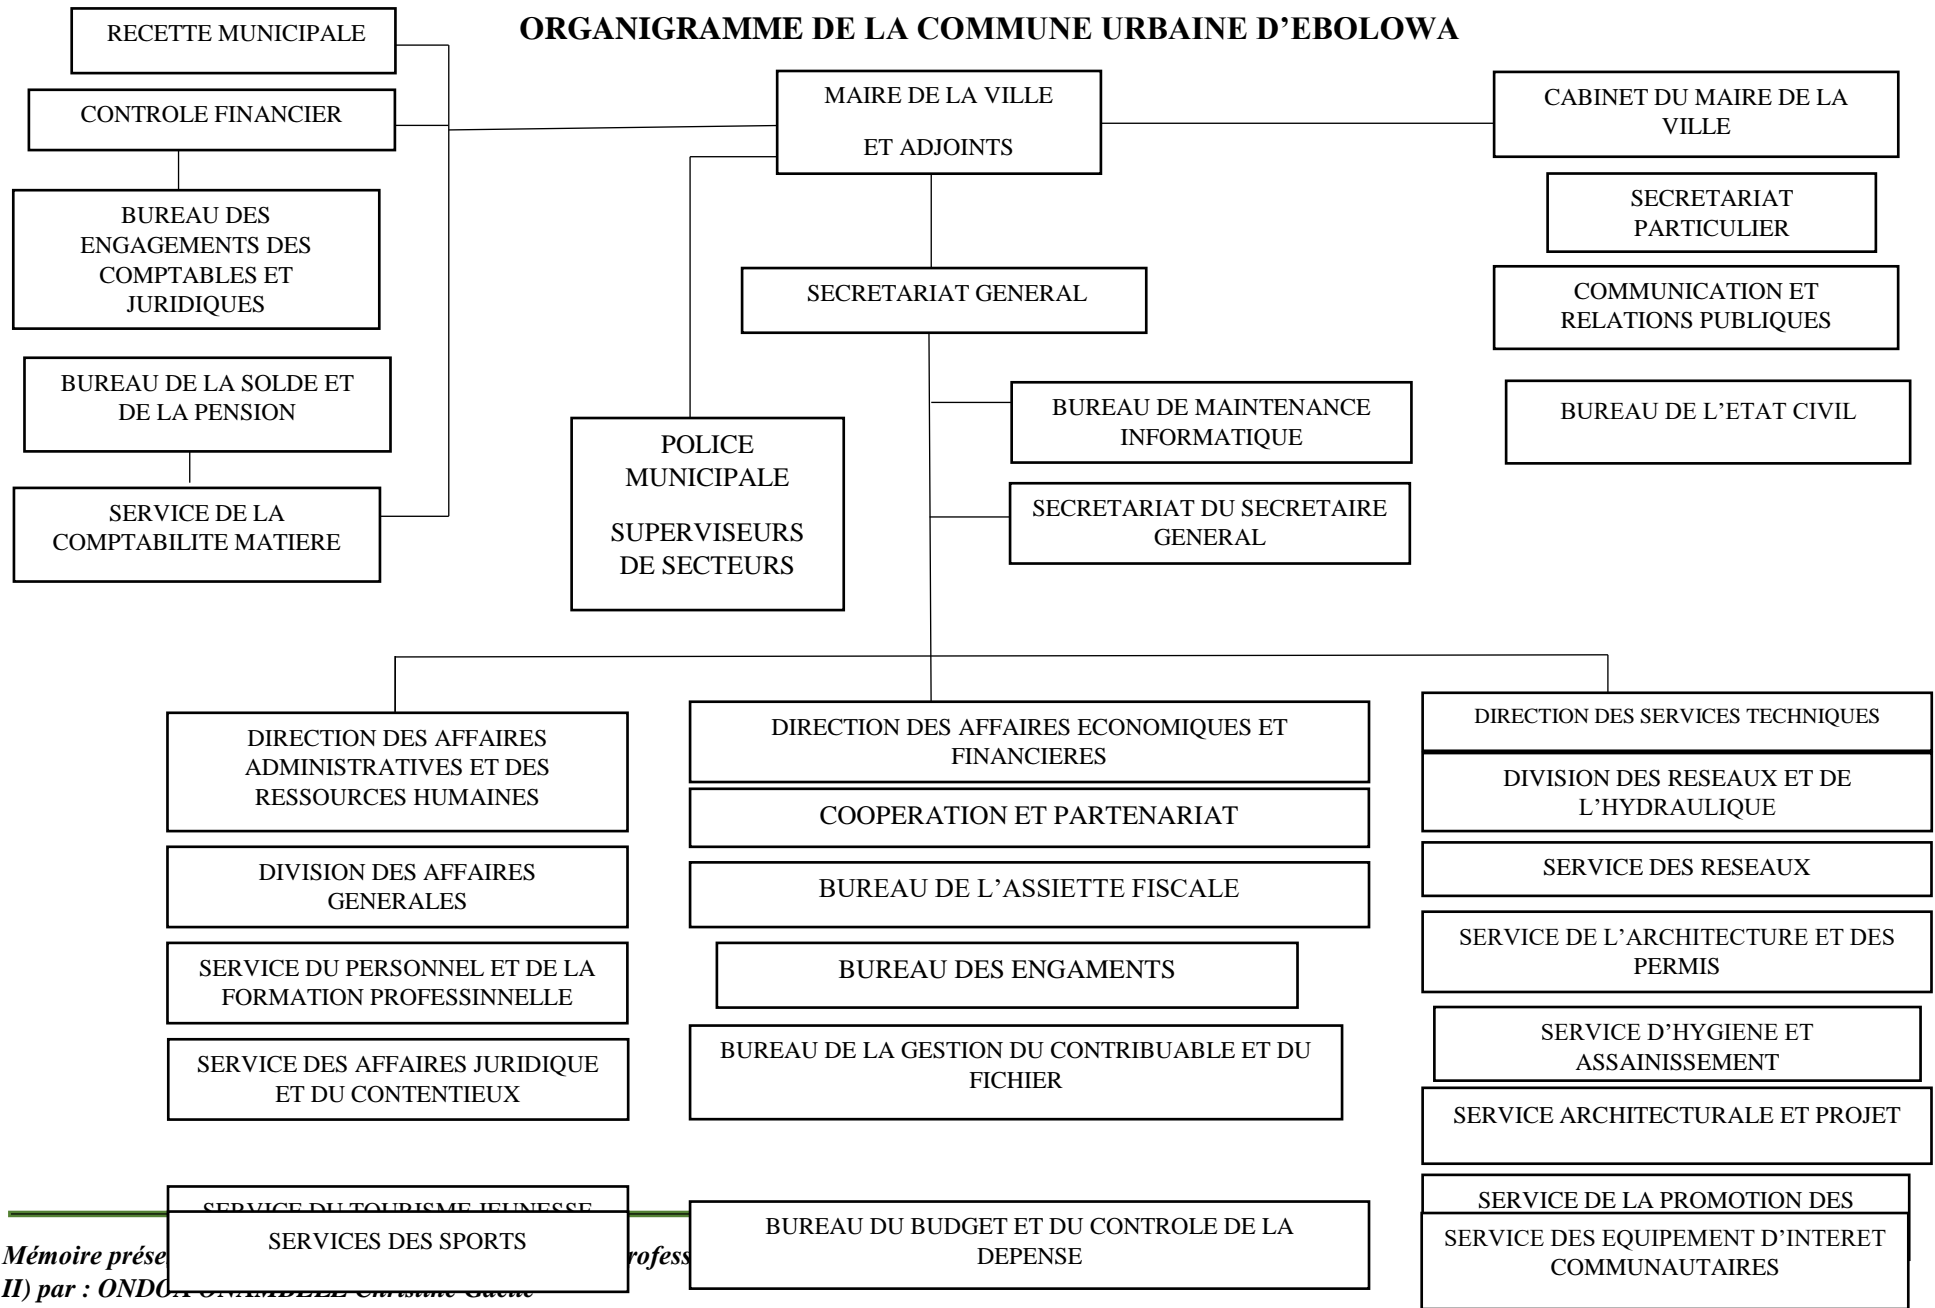 ORGANIGRAMME DE LA COMMUNE URBAINE D’EBOLOWA
RECETTE MUNICIPALE
CONTROLE FINANCIER
BUREAU DES
ENGAGEMENTS DES
COMPTABLES ET
JURIDIQUES
BUREAU DE LA SOLDE ET
DE LA PENSION
SERVICE DE LA
COMPTABILITE MATIERE
MAIRE DE LA VILLE
ET ADJOINTS
CABINET DU MAIRE DE LA
VILLE
SECRETARIAT
PARTICULIER
COMMUNICATION ET
RELATIONS PUBLIQUES
BUREAU DE L’ETAT CIVIL
SECRETARIAT GENERAL
BUREAU DE MAINTENANCE
INFORMATIQUE
SECRETARIAT DU SECRETAIRE
GENERAL
POLICE
MUNICIPALE
SUPERVISEURS
DE SECTEURS
DIRECTION DES AFFAIRES
ADMINISTRATIVES ET DES
RESSOURCES HUMAINES
DIVISION DES AFFAIRES
GENERALES
SERVICE DU PERSONNEL ET DE LA
FORMATION PROFESSINNELLE
SERVICE DES AFFAIRES JURIDIQUE
ET DU CONTENTIEUX
SERVICE DU TOURISME JEUNESSE
SERVICES DES SPORTS
DIRECTION DES AFFAIRES ECONOMIQUES ET
FINANCIERES
COOPERATION ET PARTENARIAT
BUREAU DE L’ASSIETTE FISCALE
BUREAU DES ENGAMENTS
BUREAU DE LA GESTION DU CONTRIBUABLE ET DU
FICHIER
BUREAU DU BUDGET ET DU CONTROLE DE LA
DEPENSE
DIRECTION DES SERVICES TECHNIQUES
DIVISION DES RESEAUX ET DE
L’HYDRAULIQUE
SERVICE DES RESEAUX
SERVICE DE L’ARCHITECTURE ET DES
PERMIS
SERVICE D’HYGIENE ET
ASSAINISSEMENT
SERVICE ARCHITECTURALE ET PROJET
SERVICE DE LA PROMOTION DES
SERVICE DES EQUIPEMENT D’INTERET
COMMUNAUTAIRES
Mémoire prése rofess
II) par : ONDOA ONAMBELE Christine Gaelle